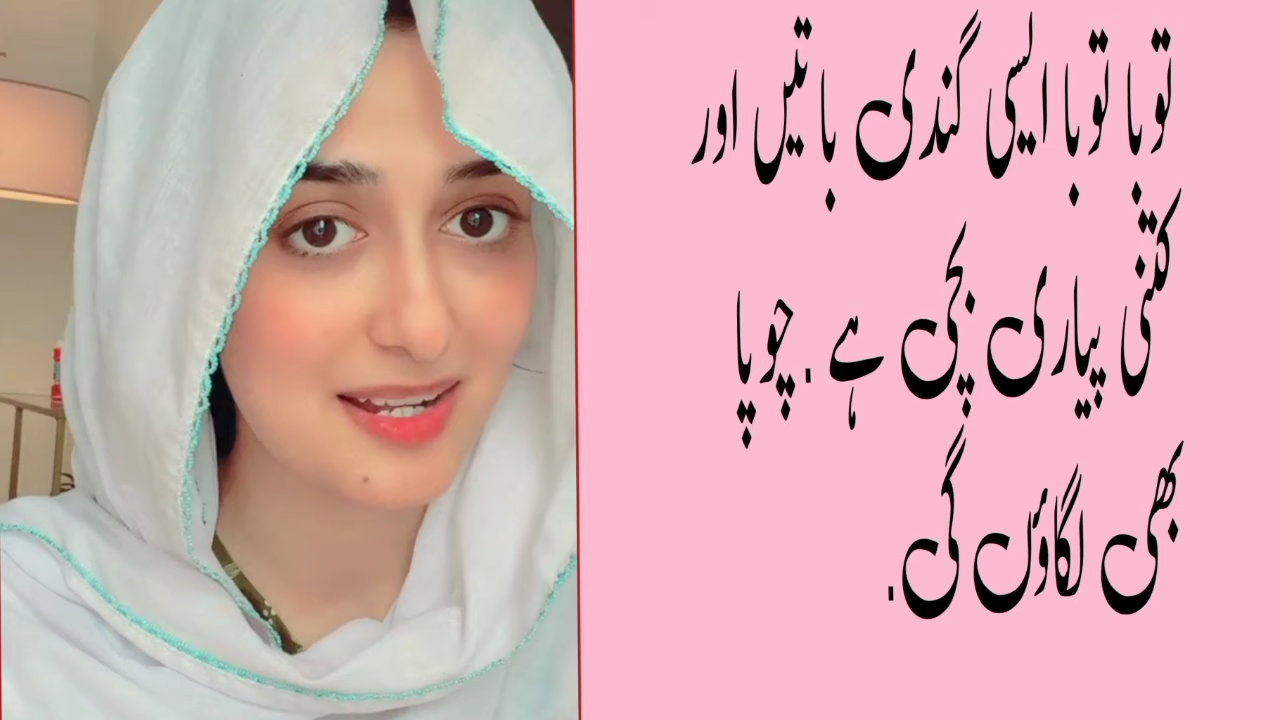 توبا توبا ایسی گندی باتیں اور
کتنی پیاری بچی ہے .چوپا
بھی لگاؤں گی.